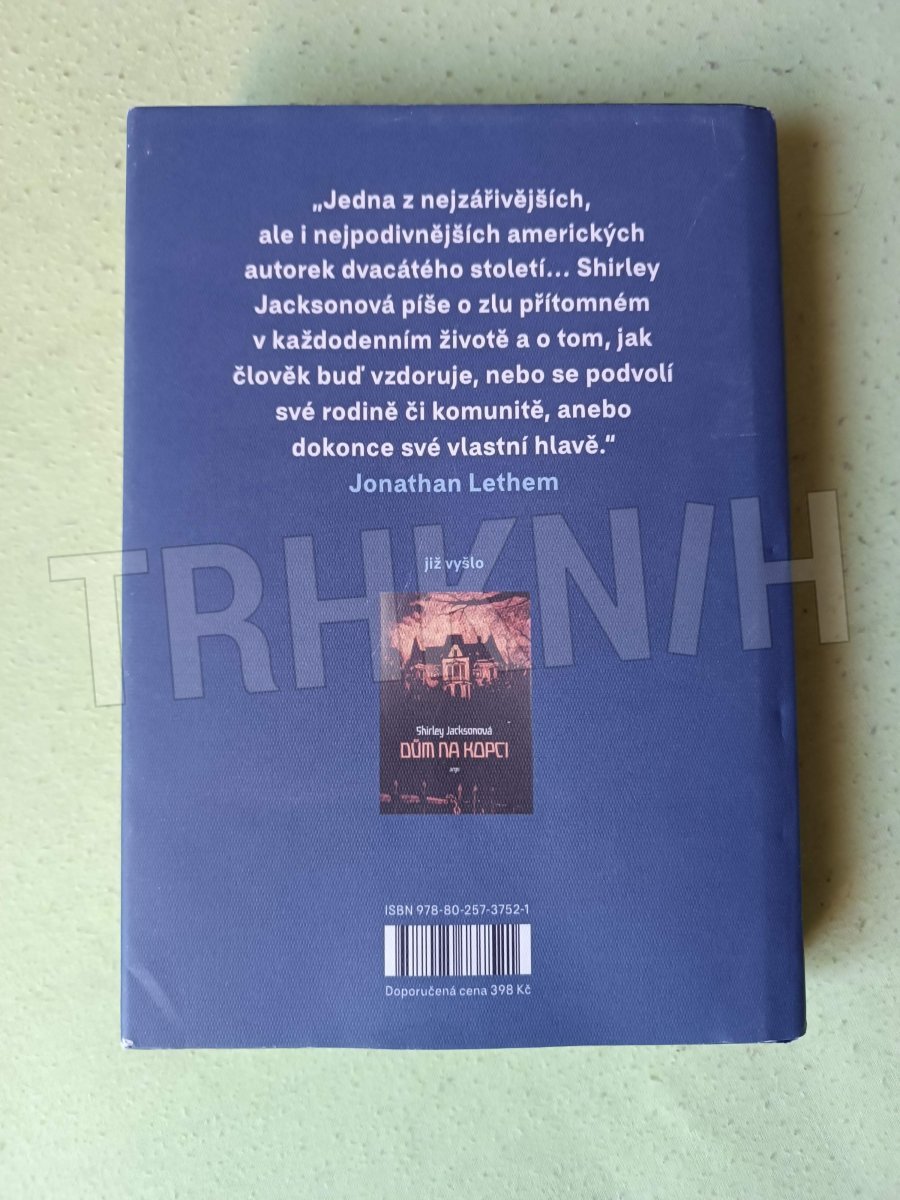 „Jedna z nejzářivějších,
ale i nejpodivnějších amerických
autorek dvacátého století... Shirley
Jacksonová píše o zlu přítomném
v každodenním životě a o tom, jak
člověk buď vzdoruje, nebo se podvolí
své rodině či komunitě, anebo
dokonce své vlastní hlavě.“
Jonathan Lethem
TRHKNIH
již vyšlo
Shirley Jacksonová
DŮM NA KOPCI
argo
ISBN 978-80-257-3752-1
Doporučená cena 398 Kč